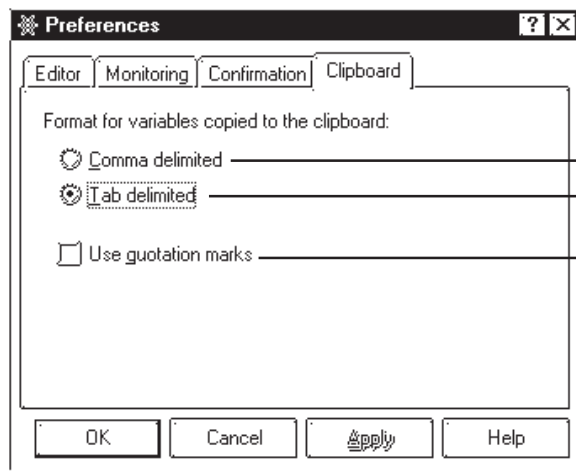 Preferences
Editor Monitoring Confirmation Clipboard
Format for variables copied to the clipboard:
Comma delimited
Tab delimited
Use quotation marks
OK Cancel Apply Help